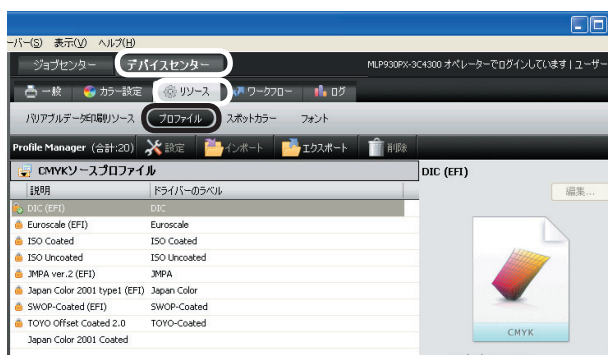 ーバー(S) 表示(V) ヘルプ(H)
ジョブセンター デバイスセンター MLP930PX-3C4300 オペレーターでログインしています | ユーザー
一般 カラー設定 リソース ワークフロー ログ
バリアブルデータ印刷リソース プロファイル スポットカラー フォント
Profile Manager (合計:20) 設定 インポート エクスポート 削除
CMYKソースプロファイル DIC (EFI)
説明 ドライバーのラベル 編集...
DIC (EFI) DIC
Euroscale (EFI) Euroscale
ISO Coated ISO Coated
ISO Uncoated ISO Uncoated
JMPA ver.2 (EFI) JMPA
Japan Color 2001 type1 (EFI) Japan Color
SWOP-Coated (EFI) SWOP-Coated
TOYO Offset Coated 2.0 TOYO-Coated
Japan Color 2001 Coated
CMYK